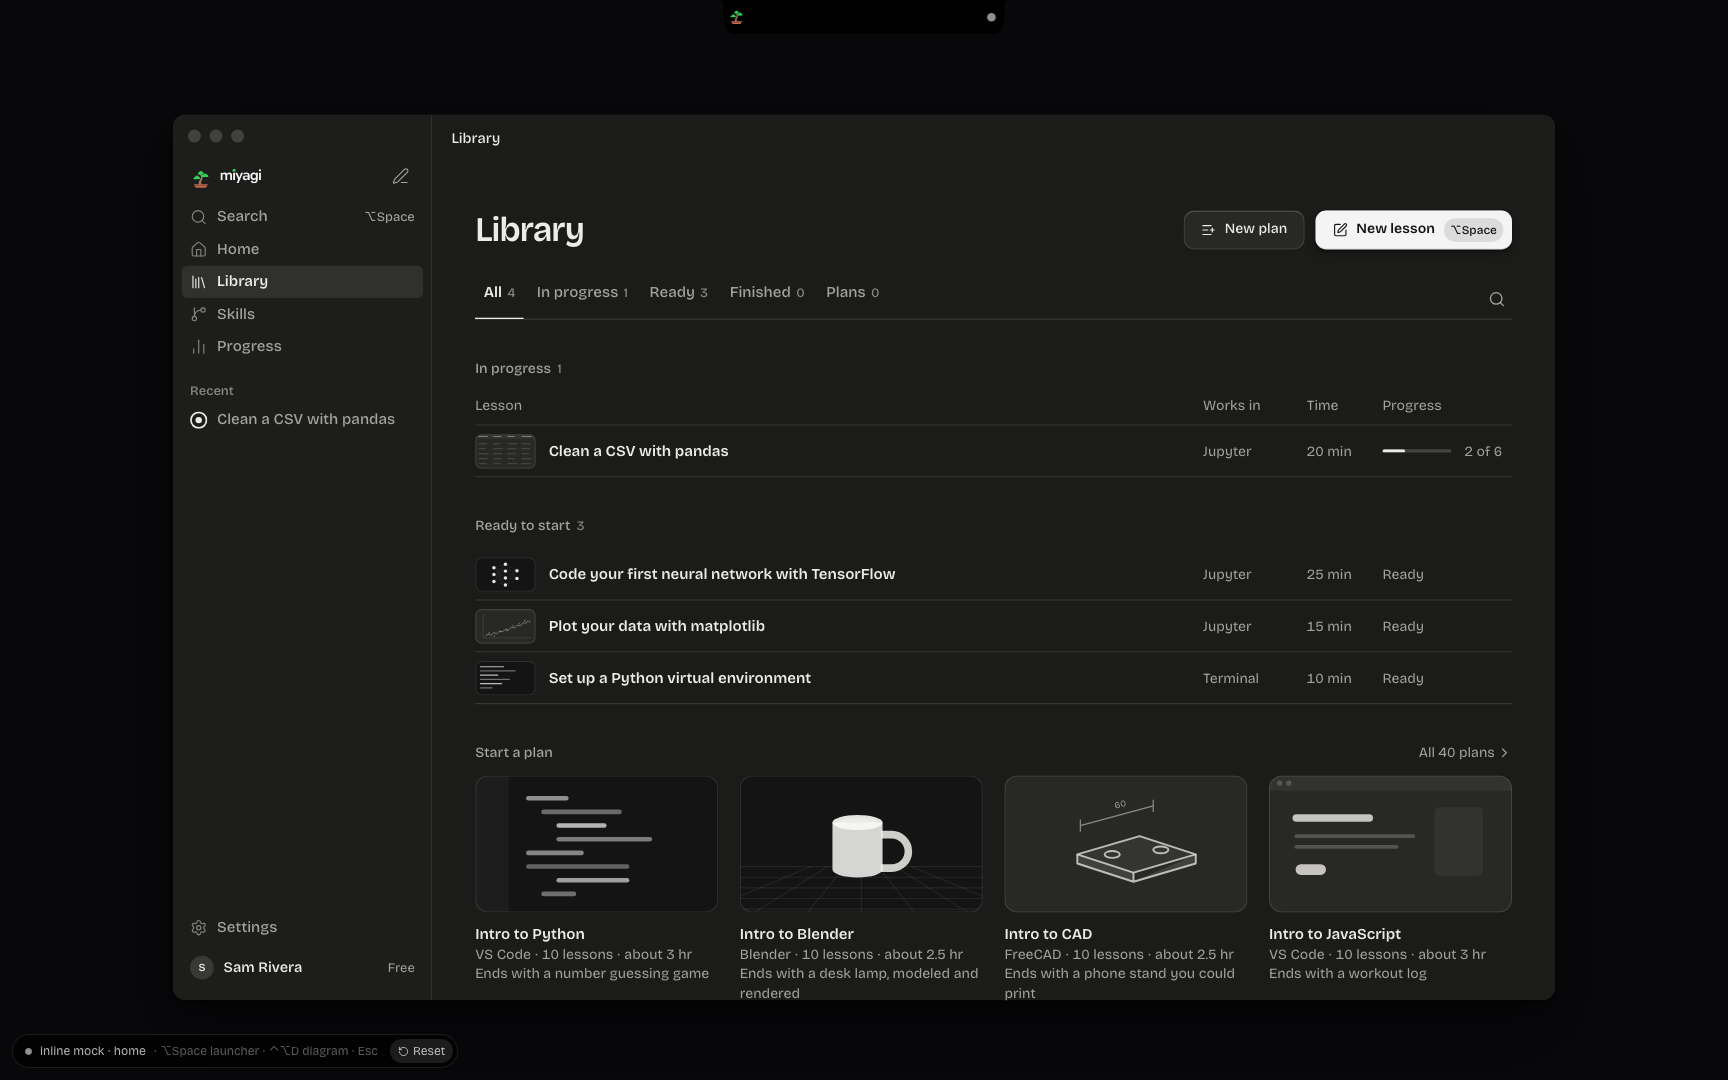 Library
miyagi
Search ⌥Space
Home
Library
Skills
Progress
Recent
Clean a CSV with pandas
Settings
S Sam Rivera Free
Library
New plan
New lesson ⌥Space
All 4 In progress 1 Ready 3 Finished 0 Plans 0
In progress 1
Lesson Works in Time Progress
Clean a CSV with pandas Jupyter 20 min 2 of 6
Ready to start 3
Code your first neural network with TensorFlow Jupyter 25 min Ready
Plot your data with matplotlib Jupyter 15 min Ready
Set up a Python virtual environment Terminal 10 min Ready
Start a plan All 40 plans
60
Intro to Python
VS Code · 10 lessons · about 3 hr
Ends with a number guessing game
Intro to Blender
Blender · 10 lessons · about 2.5 hr
Ends with a desk lamp, modeled and
rendered
Intro to CAD
FreeCAD · 10 lessons · about 2.5 hr
Ends with a phone stand you could
print
Intro to JavaScript
VS Code · 10 lessons · about 3 hr
Ends with a workout log
inline mock · home · ⌥Space launcher · ^⌥D diagram · Esc Reset